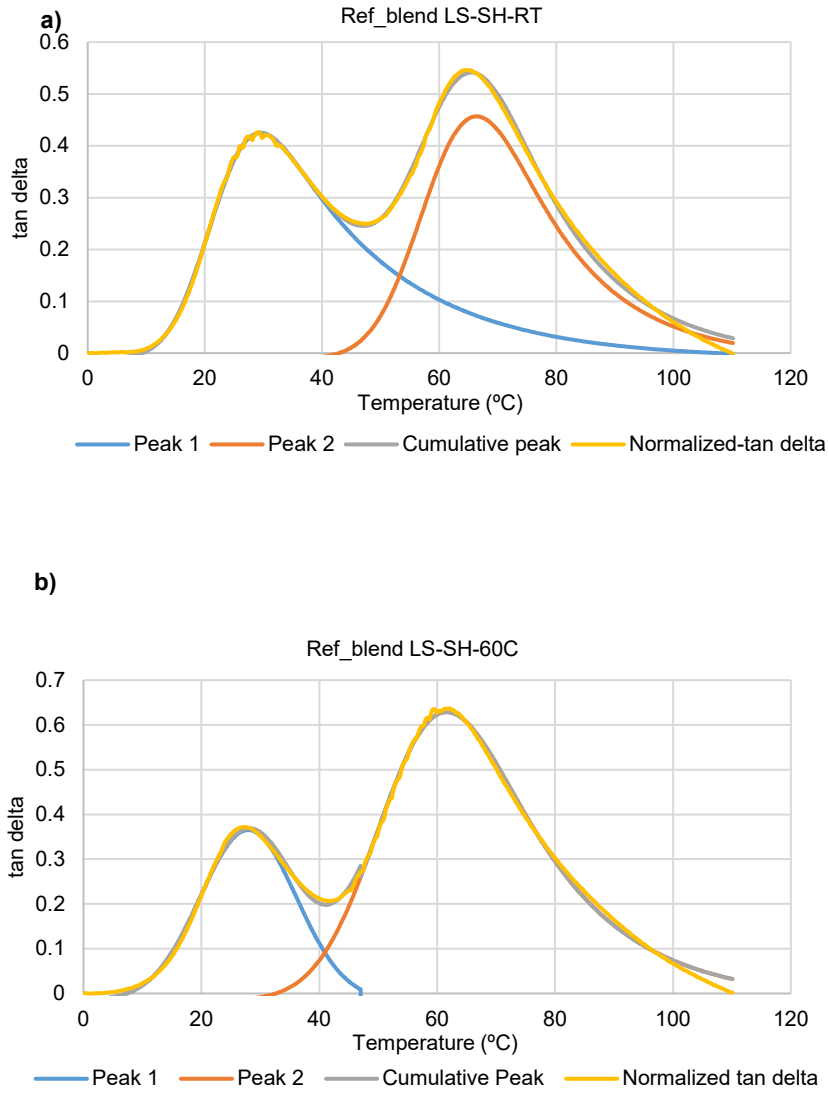 a)
Ref_blend LS-SH-RT
0.6
0.5
0.4
0.3
0.2
0.1
0
tan delta
0 20 40 60 80 100 120
Temperature (ºC)
Peak 1 Peak 2 Cumulative peak Normalized-tan delta
b)
Ref_blend LS-SH-60C
0.7
0.6
0.5
0.4
0.3
0.2
0.1
0
tan delta
0 20 40 60 80 100 120
Temperature (ºC)
Peak 1 Peak 2 Cumulative Peak Normalized tan delta